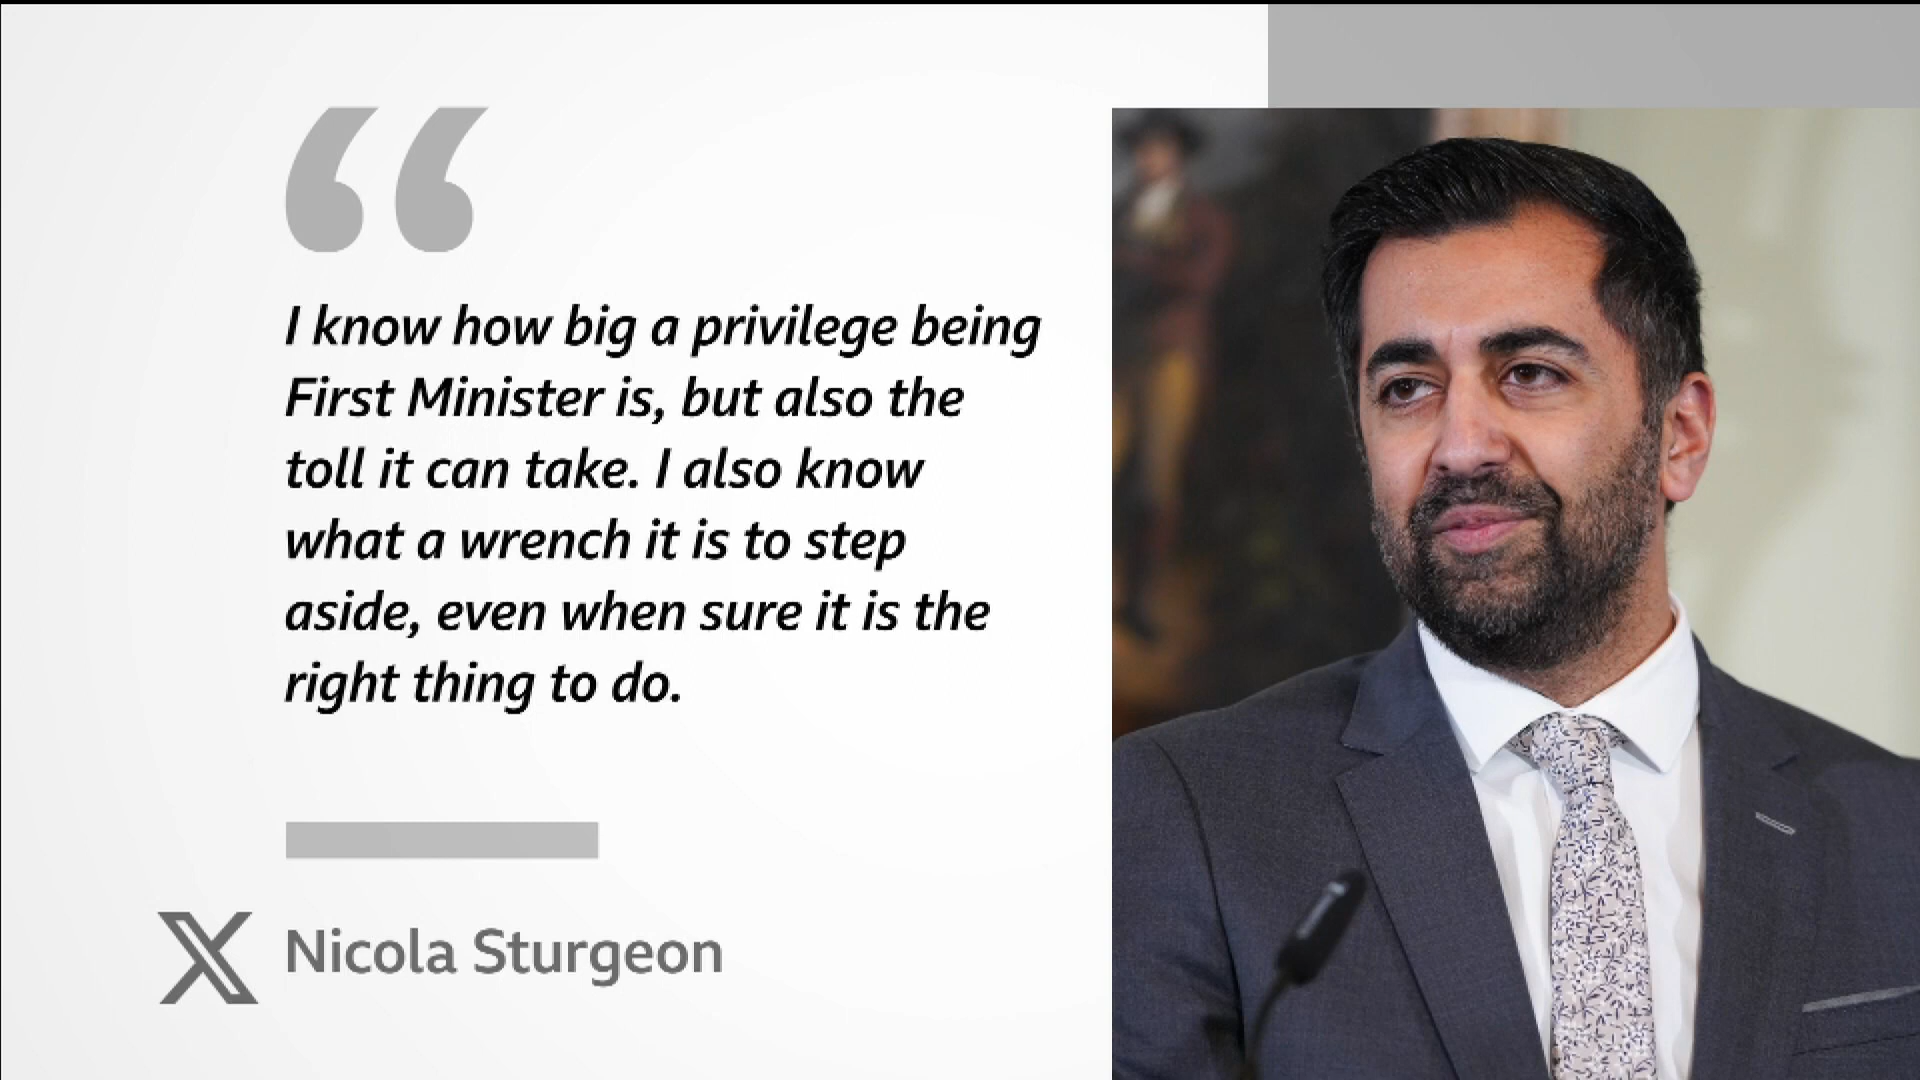 “
I know how big a privilege being
First Minister is, but also the
toll it can take. I also know
what a wrench it is to step
aside, even when sure it is the
right thing to do.
X Nicola Sturgeon